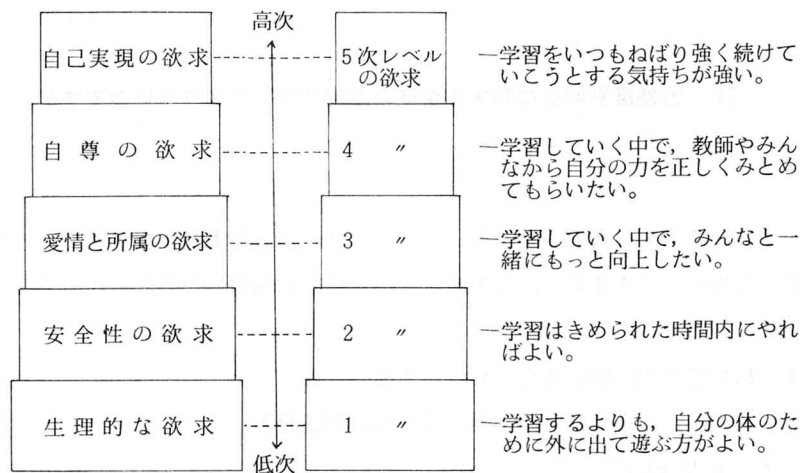 高次
自己実現の欲求
5次レベル
の欲求
―学習をいつもねばり強く続けて
いこうとする気持ちが強い。
自尊の欲求
4 〃
―学習していく中で，教師やみん
なから自分の力を正しくみとめ
てもらいたい。
愛情と所属の欲求
3 〃
―学習していく中で，みんなと一
緒にもっと向上したい。
安全性の欲求
2 〃
―学習はきめられた時間内にやれ
ばよい。
生理的な欲求
1 〃
―学習するよりも，自分の体のた
めに外に出て遊ぶ方がよい。
低次